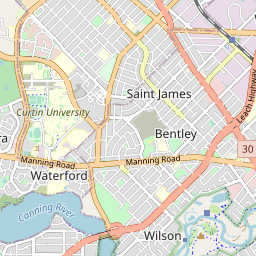 Saint James
Leach Highway
Curtin University
Bentley
30
Manning Road
Manning Road
Waterford
Canning River
Wilson